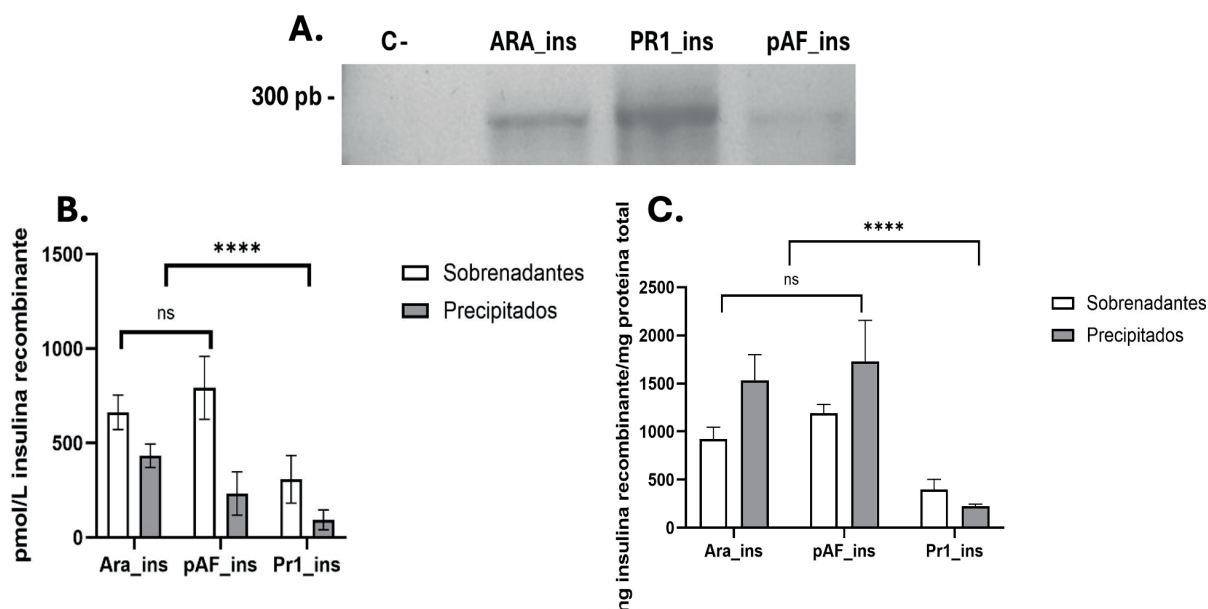 A.
C- ARA_ins PR1_ins pAF_ins
300 pb -
B.
pmol/L insulina recombinante
1500
1000
500
0
****
ns
Sobrenadantes
Precipitados
Ara_ins pAF_ins Pr1_ins
C.
ng insulina recombinante/mg proteína total
2500
2000
1500
1000
500
0
****
ns
Sobrenadantes
Precipitados
Ara_ins pAF_ins Pr1_ins